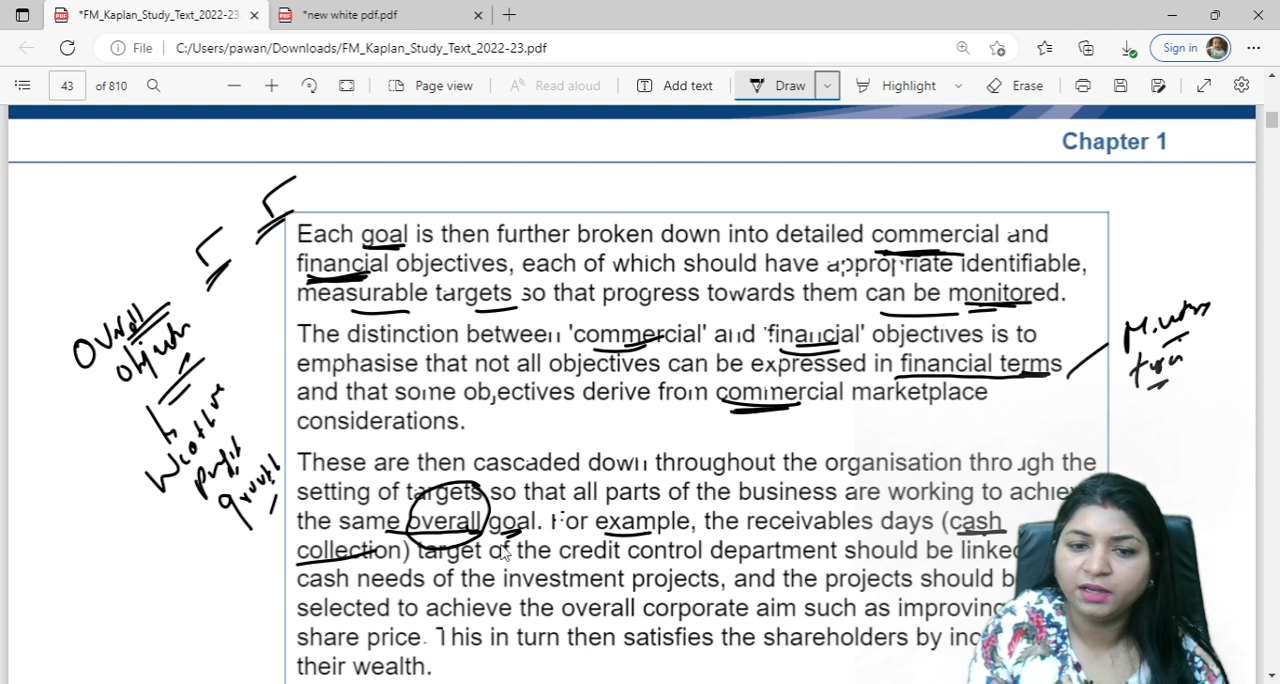 *FM_Kaplan_Study_Text_2022-23
*new white pdf.pdf
File C:/Users/pawan/Downloads/FM_Kaplan_Study_Text_2022-23.pdf Sign in
43 of 810 Page view Read aloud Add text Draw Highlight Erase
Chapter 1
Each goal is then further broken down into detailed commercial and
financial objectives, each of which should have appropriate identifiable,
measurable targets so that progress towards them can be monitored.
The distinction between 'commercial' and 'financial' objectives is to
emphasise that not all objectives can be expressed in financial terms
and that some objectives derive from commercial marketplace
considerations.
These are then cascaded down throughout the organisation through the
setting of targets so that all parts of the business are working to achie
the same overall goal. For example, the receivables days (cash
collection) target of the credit control department should be linke
cash needs of the investment projects, and the projects should b
selected to achieve the overall corporate aim such as improving
share price. This in turn then satisfies the shareholders by inc
their wealth.
Overall
profit
growth